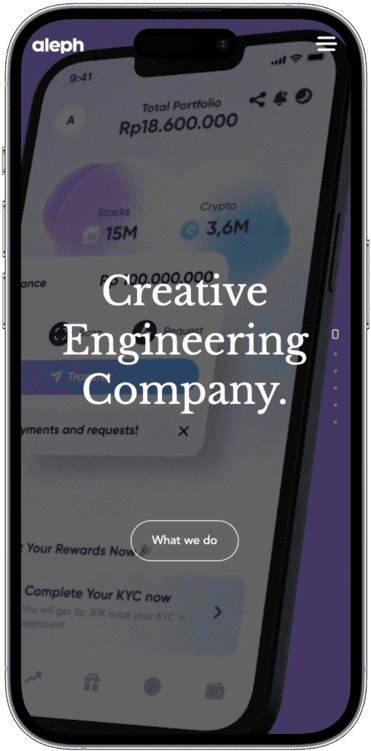 aleph
9:41
A
Total Portfolio
Rp18.600.000
Stocks
15M
Crypto
3,6M
ance
Rp 100.000.000
Creative
Engineering
Company.
Request
yments and requests!
What we do
t Your Rewards Now
Complete Your KYC now
You will get Rp 30K once your KYC is
approved!